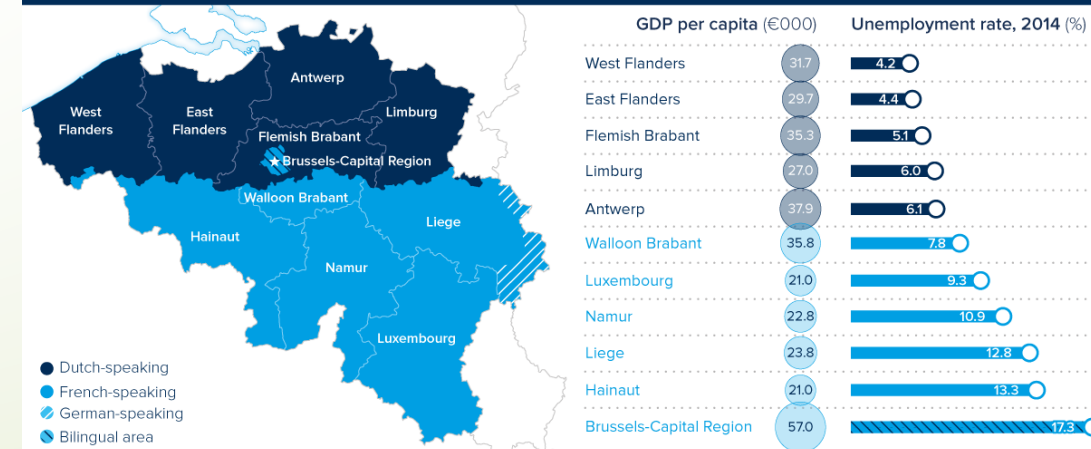 GDP per capita (€000)
Unemployment rate, 2014 (%)
West Flanders 31.7 4.2
East Flanders 29.7 4.4
Flemish Brabant 35.3 5.1
Limburg 27.0 6.0
Antwerp 37.9 6.1
Walloon Brabant 35.8 7.8
Luxembourg 21.0 9.3
Namur 22.8 10.9
Liege 23.8 12.8
Hainaut 21.0 13.3
Brussels-Capital Region 57.0 17.3
Antwerp
West
Flanders
East
Flanders
Limburg
Flemish Brabant
Brussels-Capital Region
Walloon Brabant
Liege
Hainaut
Namur
Luxembourg
Dutch-speaking
French-speaking
German-speaking
Bilingual area